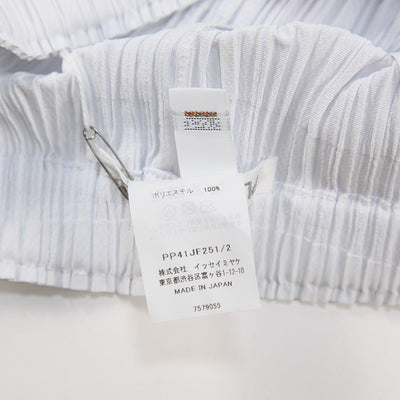 ポリエステル 100%
PP41JF251/2
株式会社 イッセイミヤケ
東京都渋谷区富ヶ谷1-12-10
MADE IN JAPAN
7579055